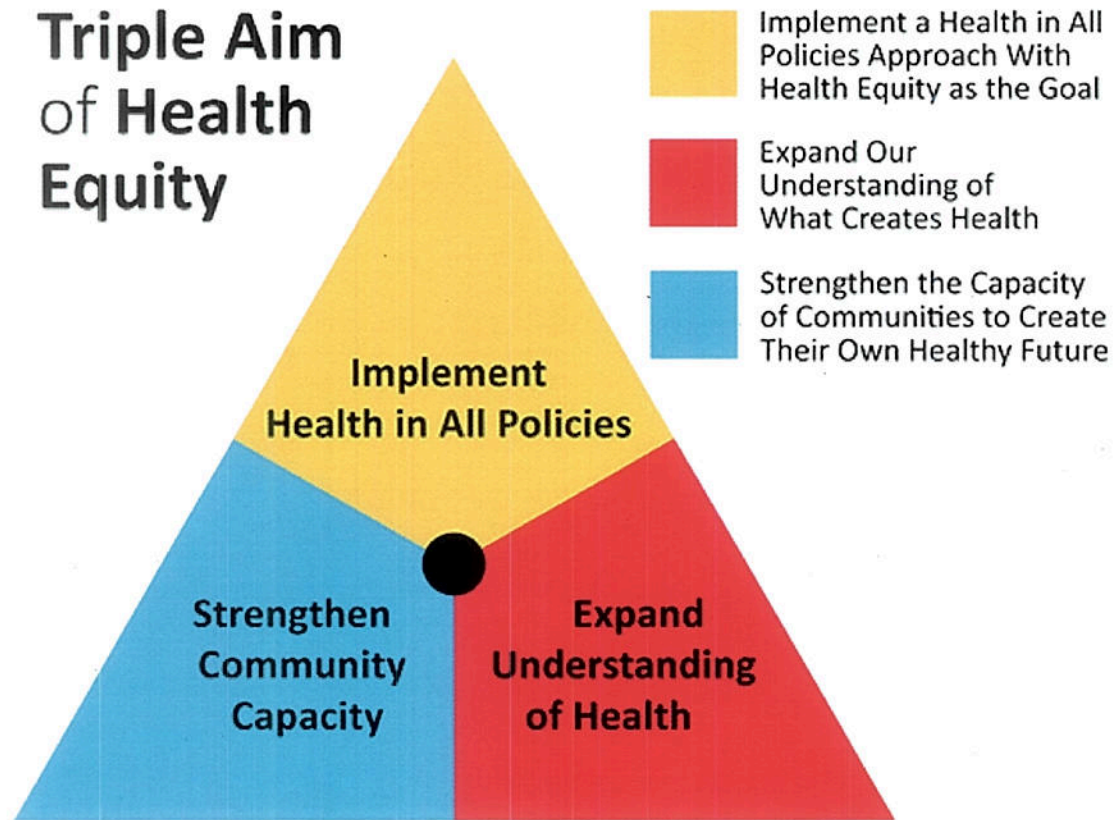 Triple Aim
of Health
Equity
Implement a Health in All
Policies Approach With
Health Equity as the Goal
Expand Our
Understanding of
What Creates Health
Strengthen the Capacity
of Communities to Create
Their Own Healthy Future
Implement
Health in All Policies
Strengthen
Community
Capacity
Expand
Understanding
of Health